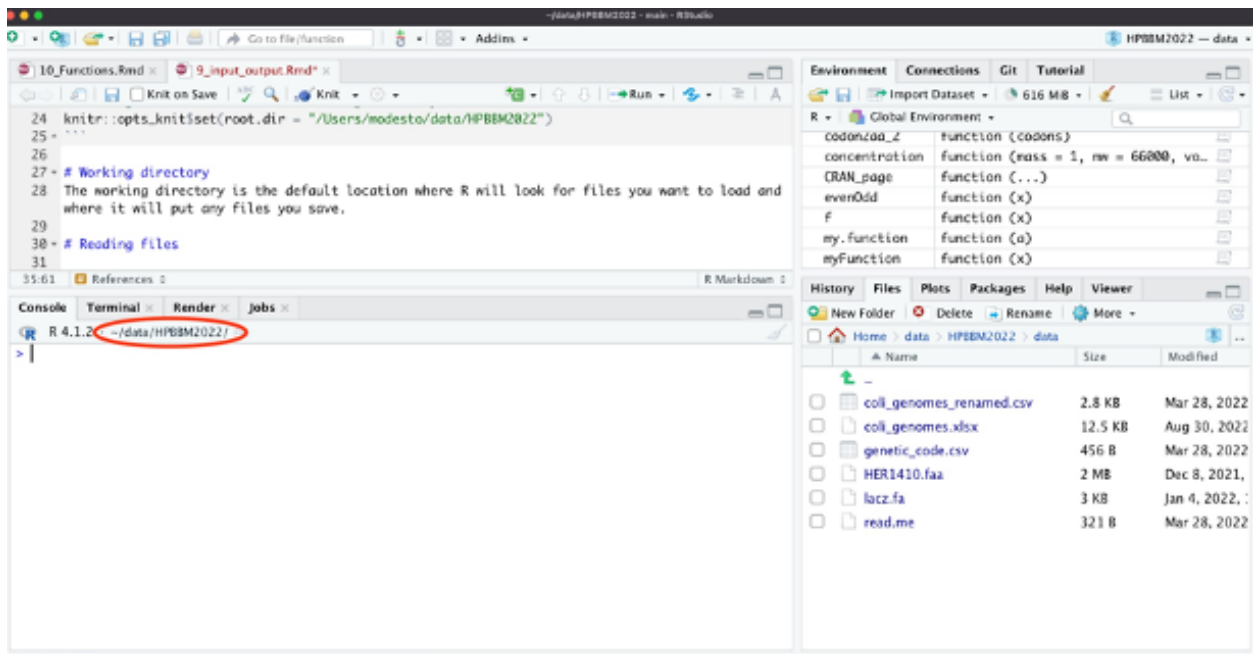 ~/data/HPBBM2022 - main - RStudio
Go to file/function Addins
HPBBM2022 — data
10_Functions.Rmd 9_input_output.Rmd*
Knit on Save Knit Run
24 knitr::opts_knit$set(root.dir = "/Users/modesto/data/HPBBM2022")
25 ```
26
27 # Working directory
28 The working directory is the default location where R will look for files you want to load and
where it will put any files you save.
29
30 # Reading files
31
35:61 References R Markdown
Console Terminal Render Jobs
R 4.1.2 · ~/data/HPBBM2022/
>
Environment Connections Git Tutorial
Import Dataset 616 MiB List
R Global Environment
codon2aa_2 function (codons)
concentration function (mass = 1, mw = 66000, vo…
CRAN_page function (...)
evenOdd function (x)
f function (x)
my.function function (a)
myFunction function (x)
History Files Plots Packages Help Viewer
New Folder Delete Rename More
Home > data > HPBBM2022 > data
Name Size Modified
..
coli_genomes_renamed.csv 2.8 KB Mar 28, 2022
coli_genomes.xlsx 12.5 KB Aug 30, 2022
genetic_code.csv 456 B Mar 28, 2022
HER1410.faa 2 MB Dec 8, 2021,
lacz.fa 3 KB Jan 4, 2022,
read.me 321 B Mar 28, 2022